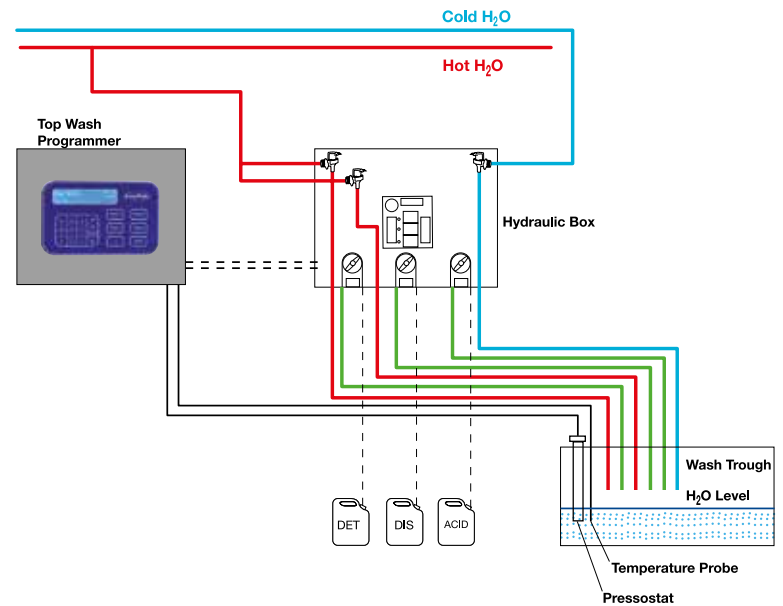 Cold H₂O
Hot H₂O
Top Wash
Programmer
Hydraulic Box
Wash Trough
H₂O Level
DET
DIS
ACID
Temperature Probe
Pressostat